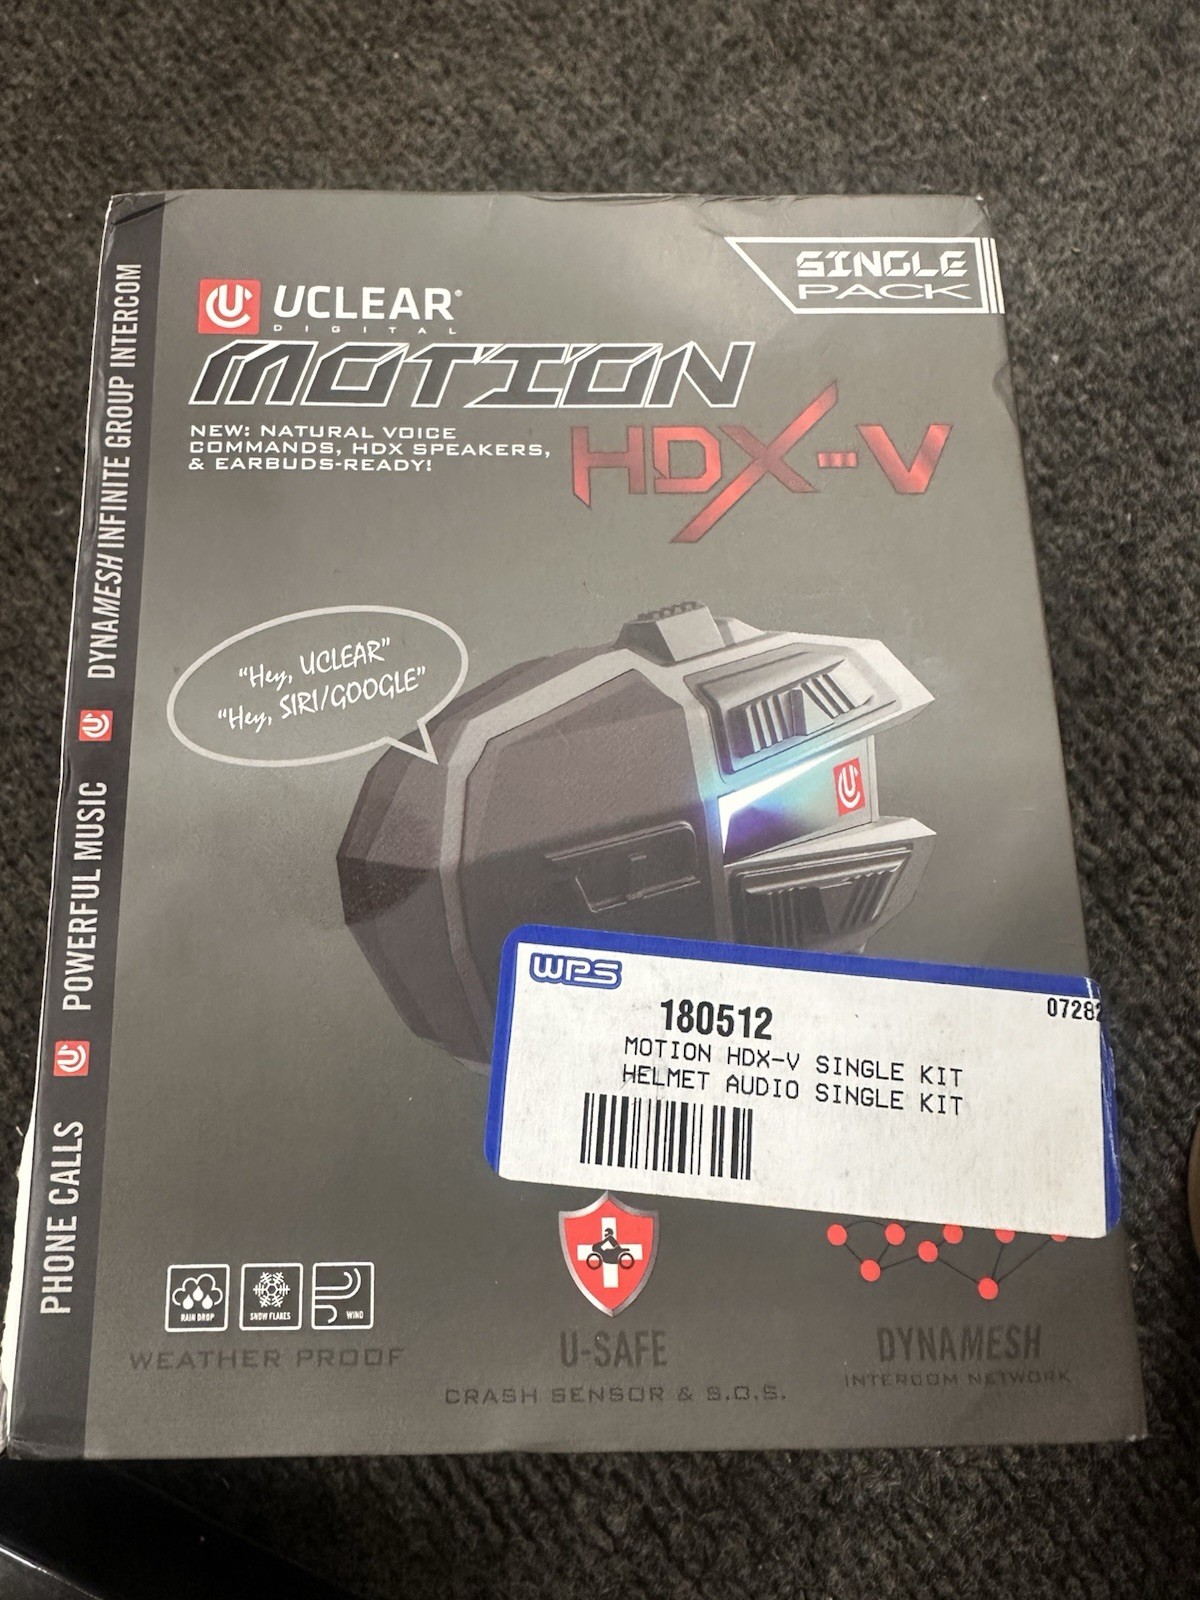 UCLEAR®
DIGITAL
MOTION
HDX-V
SINGLE
PACK
NEW: NATURAL VOICE
COMMANDS, HDX SPEAKERS,
& EARBUDS-READY!
"Hey, UCLEAR"
"Hey, SIRI/GOOGLE"
PHONE CALLS POWERFUL MUSIC DYNAMESH INFINITE GROUP INTERCOM
WPS
07282
180512
MOTION HDX-V SINGLE KIT
HELMET AUDIO SINGLE KIT
RAIN DROP
SNOW FLAKES
WIND
WEATHER PROOF
U-SAFE
CRASH SENSOR & S.O.S.
DYNAMESH
INTERCOM NETWORK